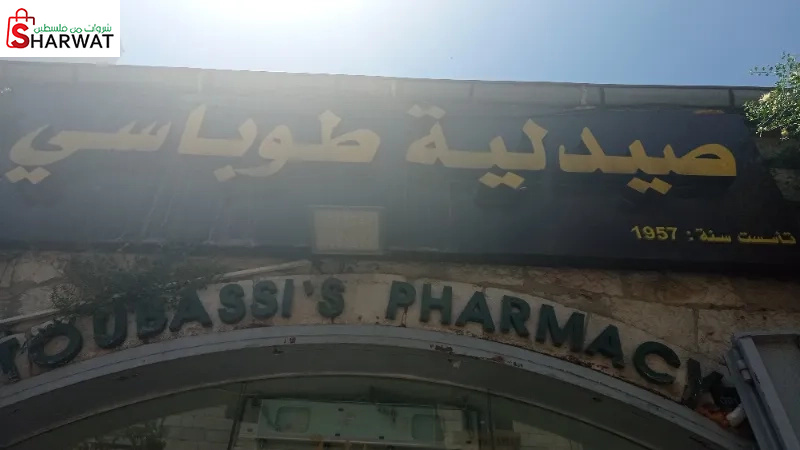 شروات من فلسطين
SHARWAT
صيدلية طوباسي
تأسست سنة : 1957
TOUBASSI'S PHARMACY